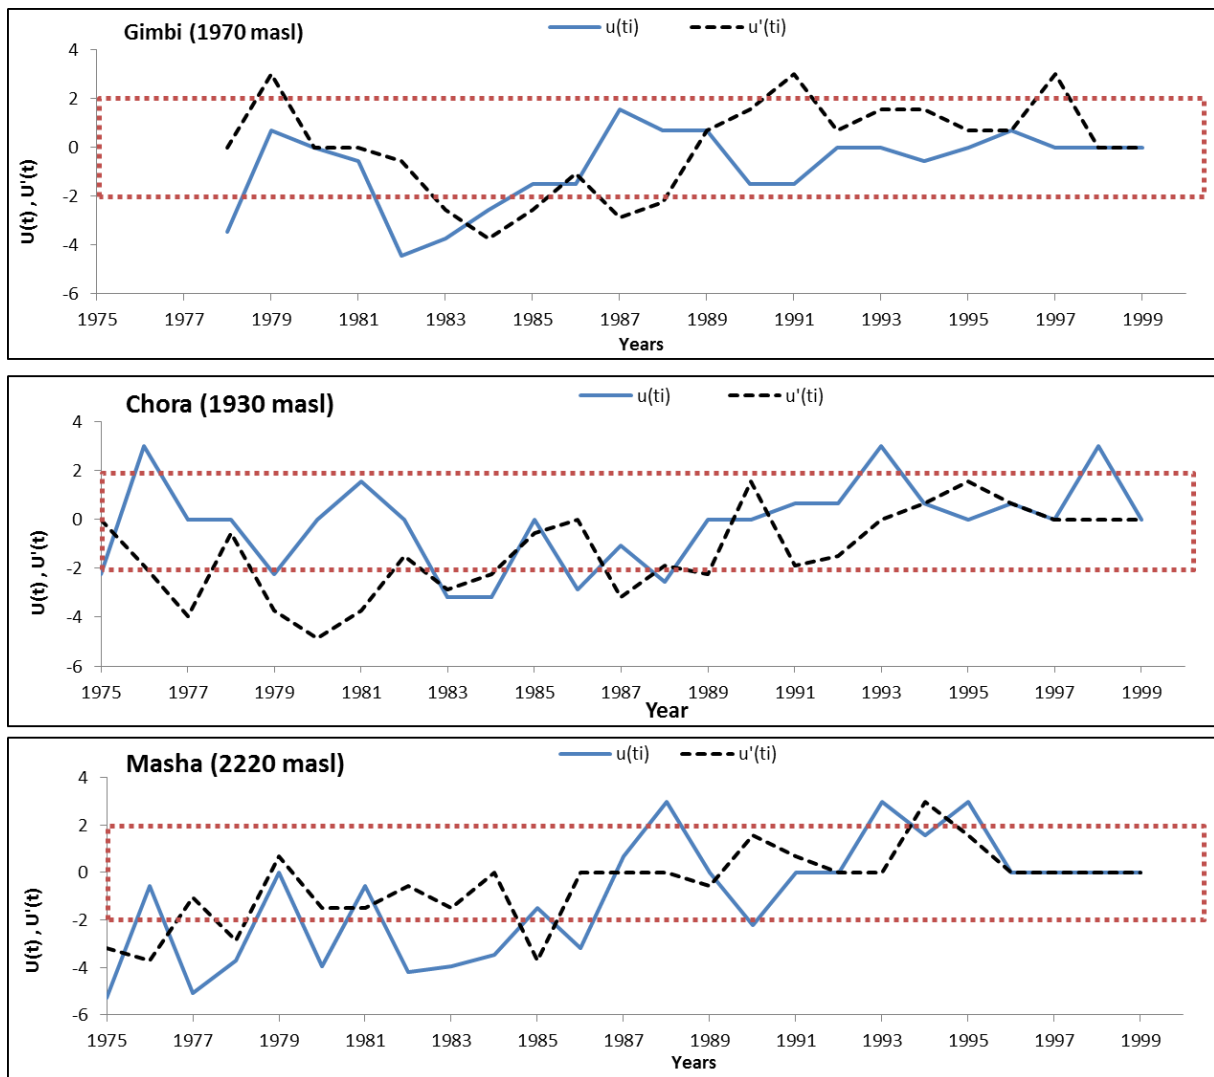 Gimbi (1970 masl)
u(ti) u'(ti)
4
2
0
-2
-4
-6
U(t) , U'(t)
1975 1977 1979 1981 1983 1985 1987 1989 1991 1993 1995 1997 1999
Years
Chora (1930 masl)
u(ti) u'(ti)
4
2
0
-2
-4
-6
U(t) , U'(t)
1975 1977 1979 1981 1983 1985 1987 1989 1991 1993 1995 1997 1999
Year
Masha (2220 masl)
u(ti) u'(ti)
4
2
0
-2
-4
-6
U(t) , U'(t)
1975 1977 1979 1981 1983 1985 1987 1989 1991 1993 1995 1997 1999
Years